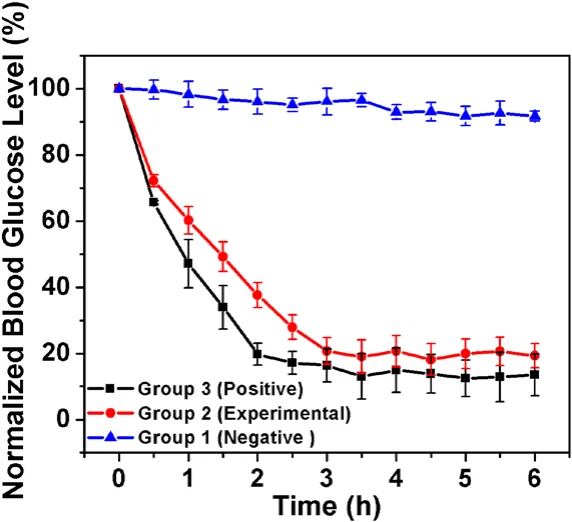 Normalized Blood Glucose Level (%)
100
80
60
40
20
0
Group 3 (Positive)
Group 2 (Experimental)
Group 1 (Negative )
0 1 2 3 4 5 6
Time (h)